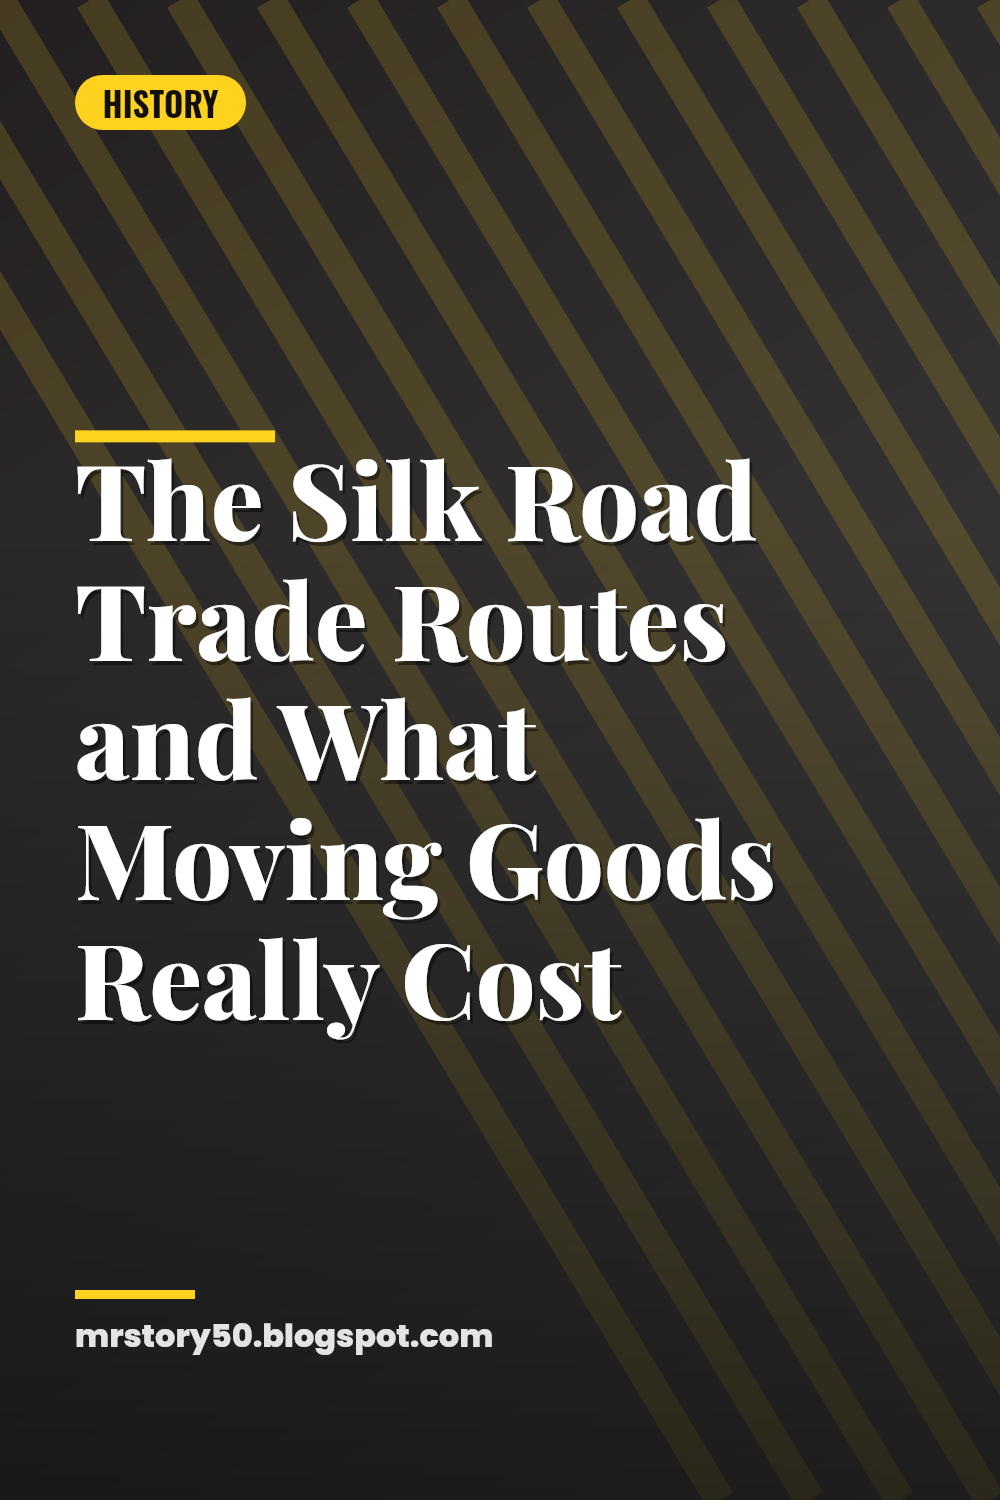 HISTORY
The Silk Road
Trade Routes
and What
Moving Goods
Really Cost
mrstory50.blogspot.com